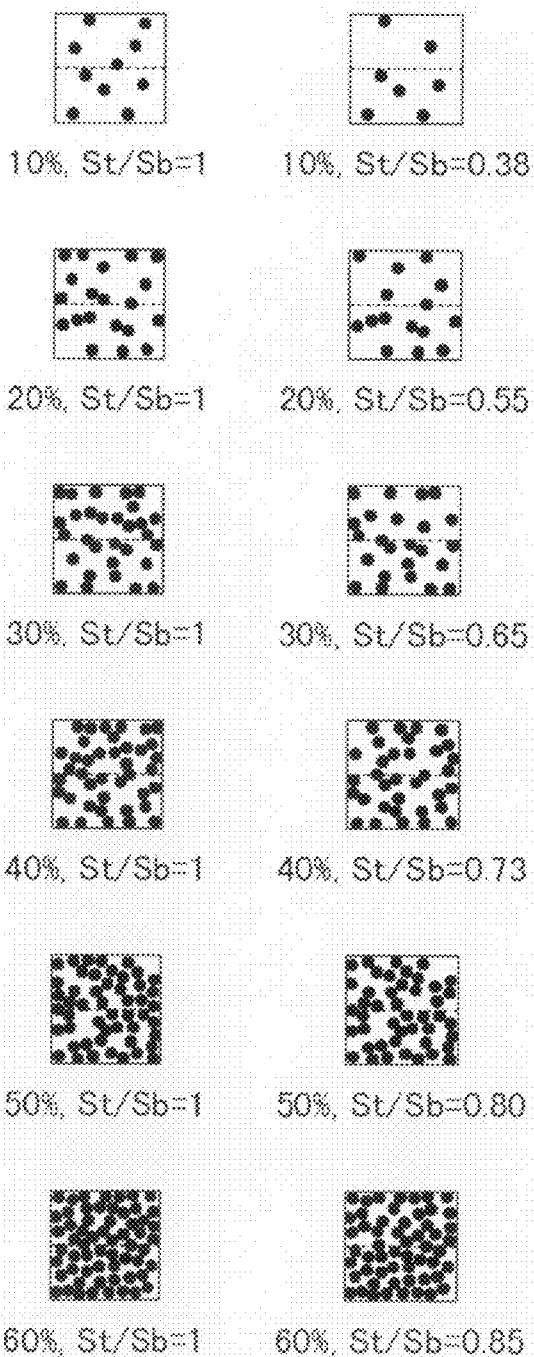 10%, St/Sb=1
10%, St/Sb=0.38
20%, St/Sb=1
20%, St/Sb=0.55
30%, St/Sb=1
30%, St/Sb=0.65
40%, St/Sb=1
40%, St/Sb=0.73
50%, St/Sb=1
50%, St/Sb=0.80
60%, St/Sb=1
60%, St/Sb=0.85